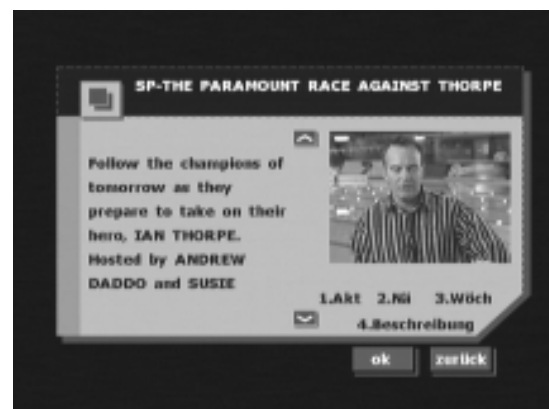 SP-THE PARAMOUNT RACE AGAINST THORPE
Follow the champions of
tomorrow as they
prepare to take on their
hero, IAN THORPE.
Hosted by ANDREW
DADDO and SUSIE
1.Akt 2.Nä 3.Wöch
4.Beschreibung
ok zurück